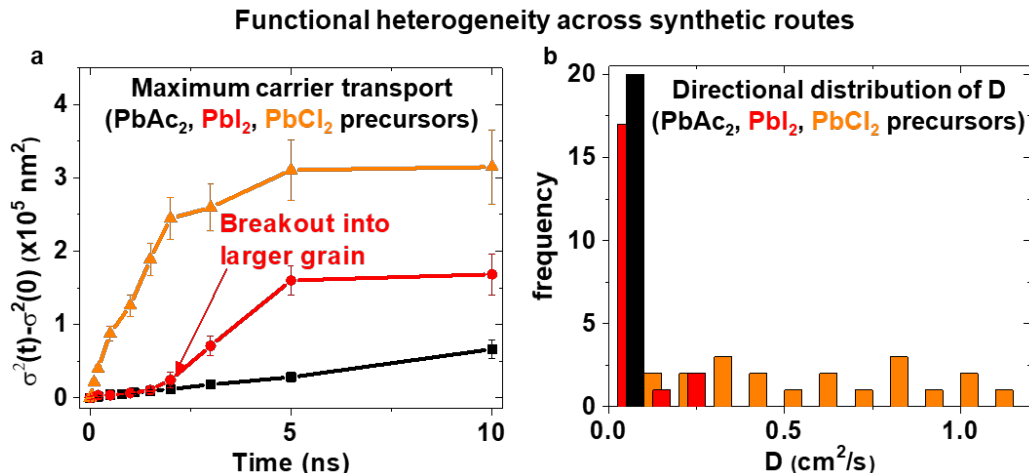 Functional heterogeneity across synthetic routes
a
Maximum carrier transport
(PbAc₂, PbI₂, PbCl₂ precursors)
Breakout into
larger grain
σ²(t)-σ²(0) (x10⁵ nm²)
4
3
2
1
0
0
5
10
Time (ns)
b
Directional distribution of D
(PbAc₂, PbI₂, PbCl₂ precursors)
frequency
20
15
10
5
0
0.0
0.5
1.0
D (cm²/s)